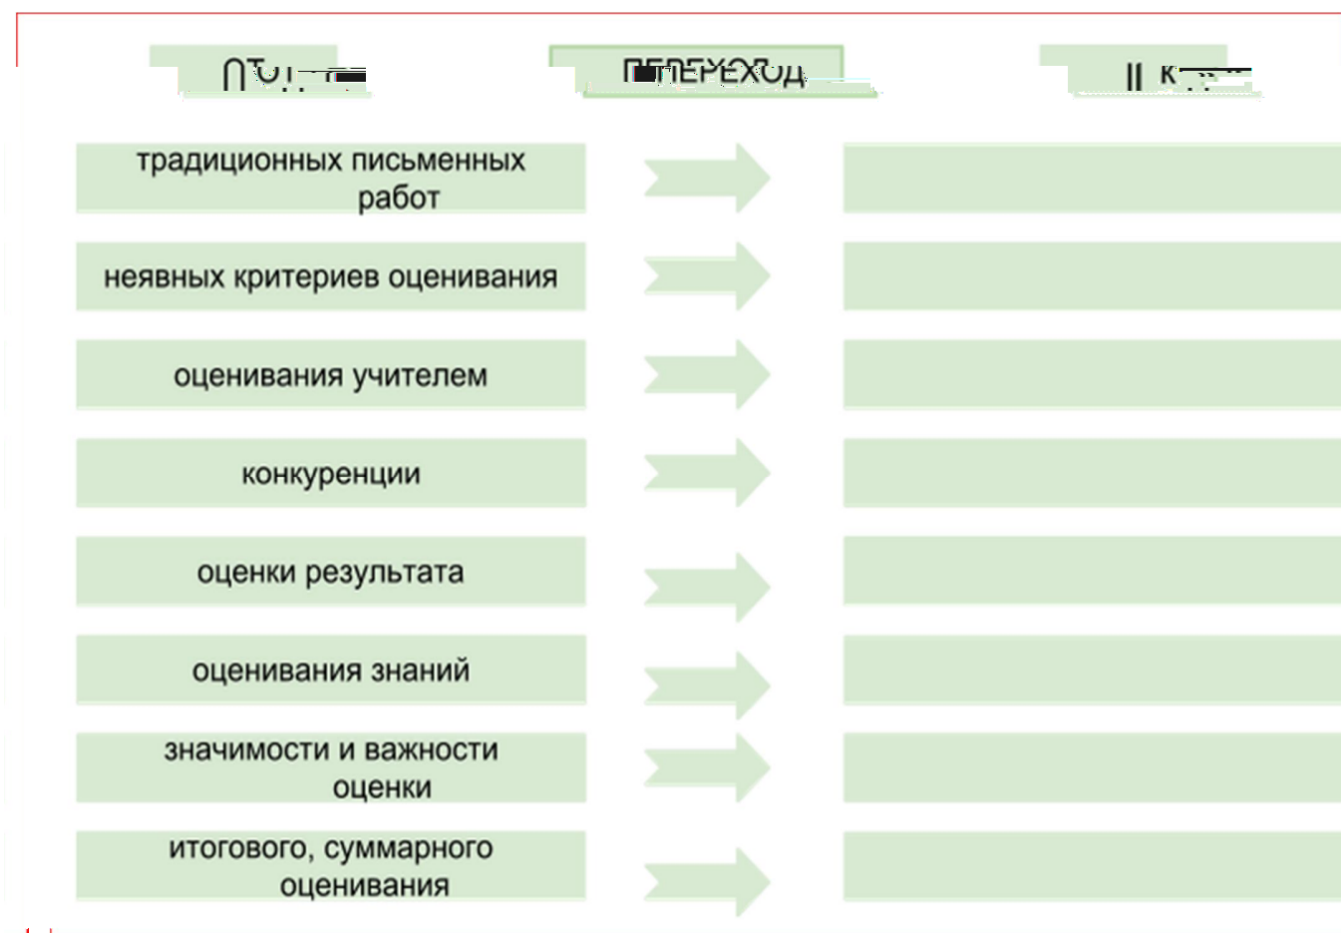 ПЕРЕХОД
традиционных письменных
работ
неявных критериев оценивания
оценивания учителем
конкуренции
оценки результата
оценивания знаний
значимости и важности
оценки
итогового, суммарного
оценивания